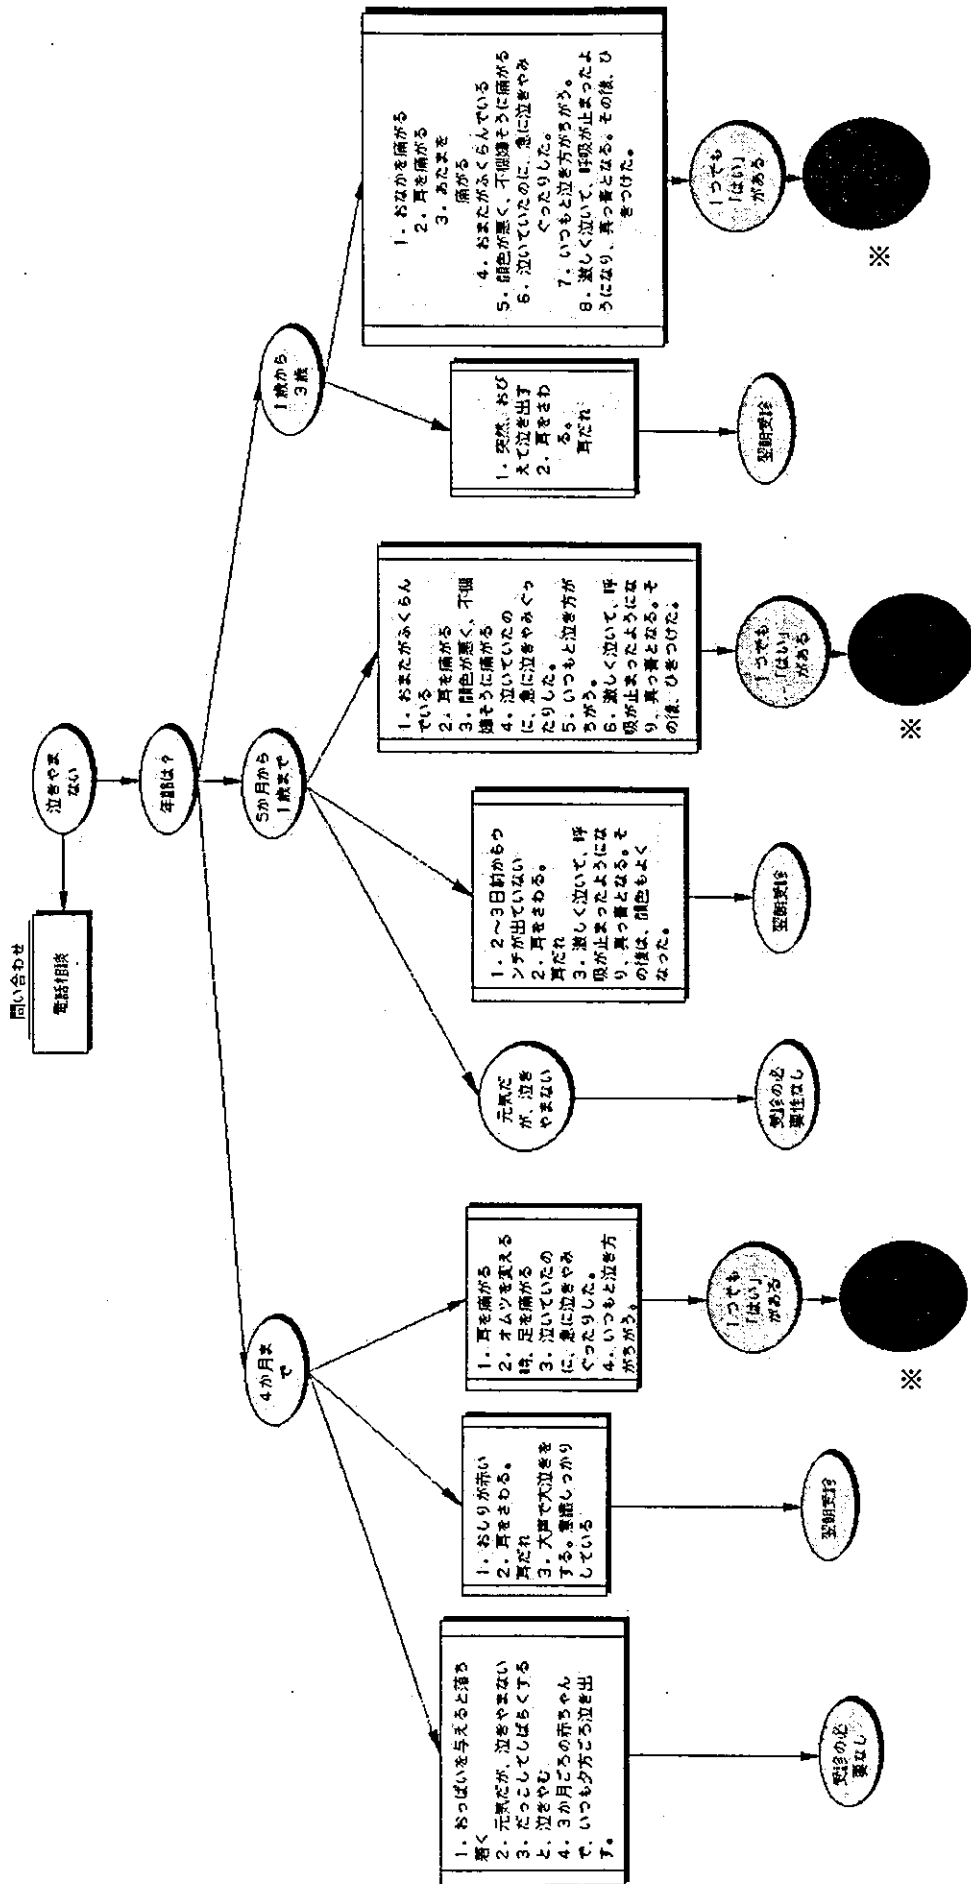 問い合わせ
電話相談
泣きやま
ない
年齢は？
4か月ま
で
5か月から
1歳まで
1歳から
3歳
1．おっぱいを与えると落ち
着く
2．元気だが、泣きやまない
3．だっこしてしばらくする
と、泣きやむ
4．3か月ごろの赤ちゃん
で、いつも夕方ごろ泣き出
す。
受診の必
要なし
1．おしりが赤い
2．耳をさわる。
耳だれ
3．大声で大泣きを
する。意識しっかり
している
翌朝受診
1．耳を痛がる
2．オムツを変える
時、足を痛がる
3．泣いていたの
に、急に泣きやみ
ぐったりした。
4．いつもと泣き方
がちがう。
1つでも
「はい」
がある
※
元気だ
が、泣き
やまない
受診の必
要性なし
1．2～3日前からウ
ンチが出ていない
2．耳をさわる。
耳だれ
3．激しく泣いて、呼
吸が止まったようにな
り、真っ青となる。そ
の後は、顔色もよく
なった。
翌朝受診
1．おまたがふくらん
でいる
2．耳を痛がる
3．顔色が悪く、不機
嫌そうに痛がる
4．泣いていたの
に、急に泣きやみぐっ
たりした。
5．いつもと泣き方が
ちがう。
6．激しく泣いて、呼
吸が止まったようにな
り、真っ青となる。そ
の後、ひきつけた。
1つでも
「はい」
がある
※
1．突然、おび
えて泣き出す
2．耳をさわ
る。
耳だれ
翌朝受診
1．おなかを痛がる
2．耳を痛がる
3．あたまを
痛がる
4．おまたがふくらんでいる
5．顔色が悪く、不機嫌そうに痛がる
6．泣いていたのに、急に泣きやみ
ぐったりした。
7．いつもと泣き方がちがう。
8．激しく泣いて、呼吸が止まったよ
うになり、真っ青となる。その後、ひ
きつけた。
1つでも
「はい」
がある
※